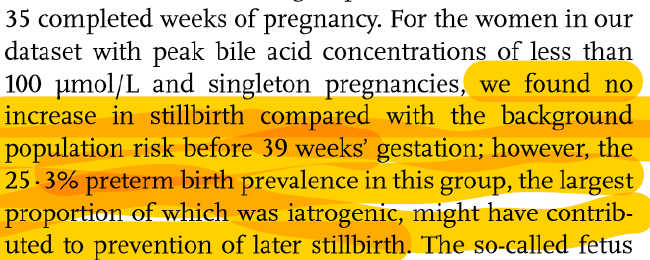 35 completed weeks of pregnancy. For the women in our
dataset with peak bile acid concentrations of less than
100 µmol/L and singleton pregnancies, we found no
increase in stillbirth compared with the background
population risk before 39 weeks’ gestation; however, the
25·3% preterm birth prevalence in this group, the largest
proportion of which was iatrogenic, might have contrib-
uted to prevention of later stillbirth. The so-called fetus